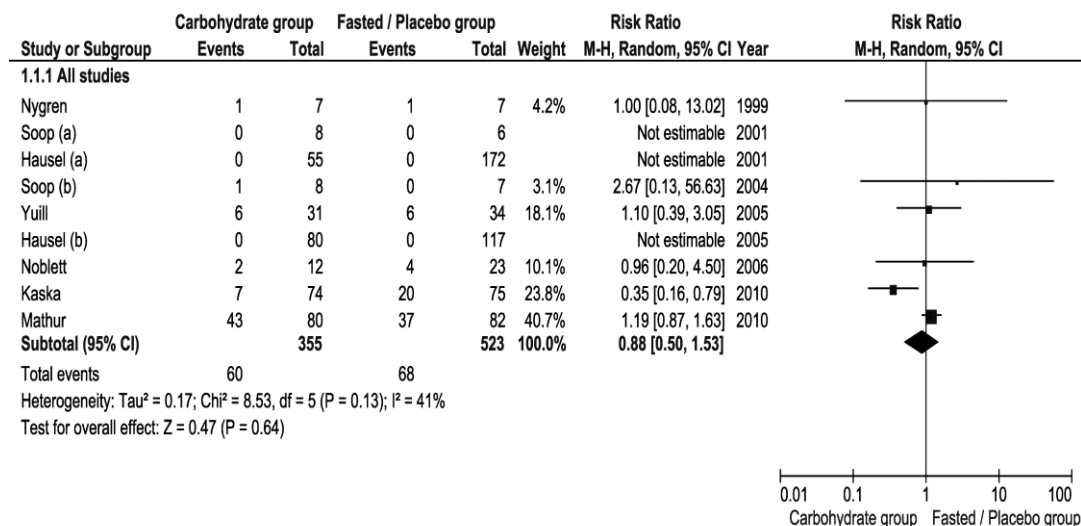 Carbohydrate group Fasted / Placebo group Risk Ratio Risk Ratio
Study or Subgroup Events Total Events Total Weight M-H, Random, 95% CI Year M-H, Random, 95% CI
1.1.1 All studies
Nygren 1 7 1 7 4.2% 1.00 [0.08, 13.02] 1999
Soop (a) 0 8 0 6 Not estimable 2001
Hausel (a) 0 55 0 172 Not estimable 2001
Soop (b) 1 8 0 7 3.1% 2.67 [0.13, 56.63] 2004
Yuill 6 31 6 34 18.1% 1.10 [0.39, 3.05] 2005
Hausel (b) 0 80 0 117 Not estimable 2005
Noblett 2 12 4 23 10.1% 0.96 [0.20, 4.50] 2006
Kaska 7 74 20 75 23.8% 0.35 [0.16, 0.79] 2010
Mathur 43 80 37 82 40.7% 1.19 [0.87, 1.63] 2010
Subtotal (95% CI) 355 523 100.0% 0.88 [0.50, 1.53]
Total events 60 68
Heterogeneity: Tau² = 0.17; Chi² = 8.53, df = 5 (P = 0.13); I² = 41%
Test for overall effect: Z = 0.47 (P = 0.64)
0.01 0.1 1 10 100
Carbohydrate group Fasted / Placebo group